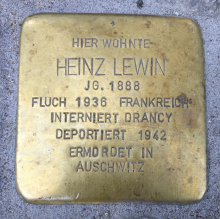 HIER WOHNTE
HEINZ LEWIN
JG. 1888
FLUCH 1936 FRANKREICH
INTERNIERT DRANCY
DEPORTIERT 1942
ERMORDET IN
AUSCHWITZ